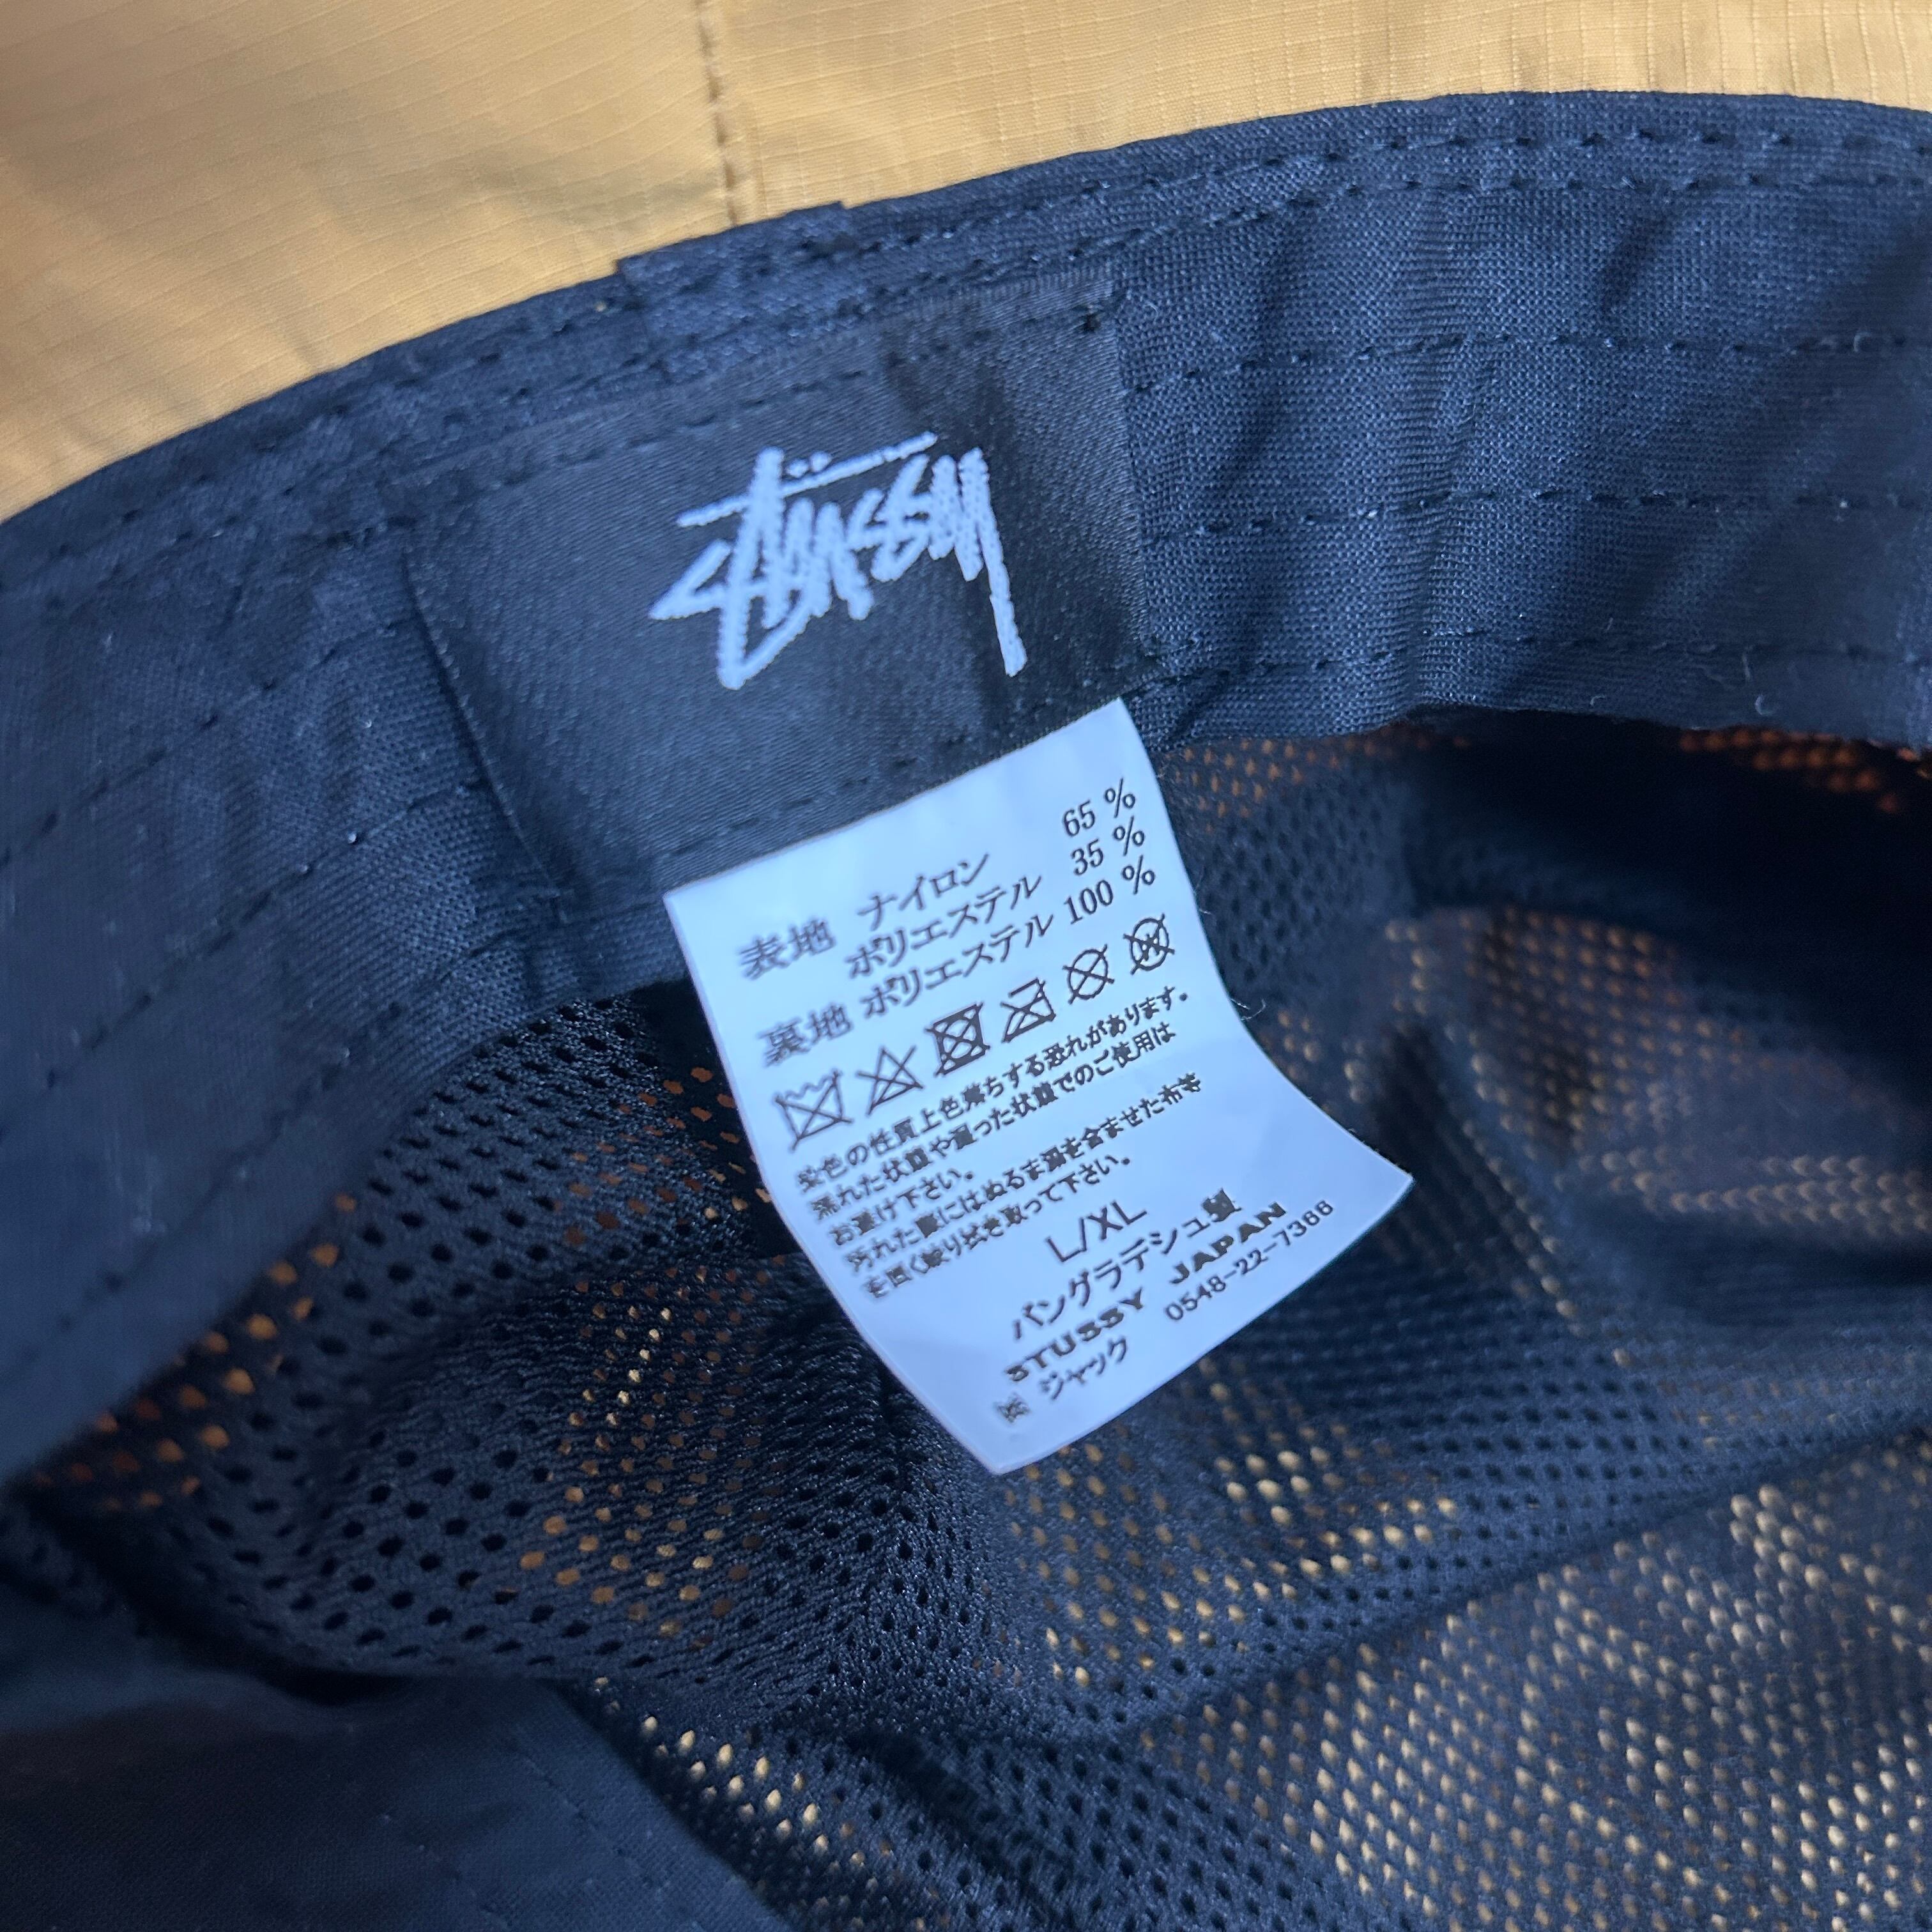 Stüssy
表地 ナイロン 65 %
ポリエステル 35 %
裏地 ポリエステル 100 %
染色の性質上色落ちする恐れがあります。
濡れた状態や湿った状態でのご使用は
お避け下さい。
汚れた際にはぬるま湯を含ませた布等
を固く絞り拭き取って下さい。
L/XL
バングラデシュ製
STUSSY JAPAN
㈱ ジャック 0548-22-7366